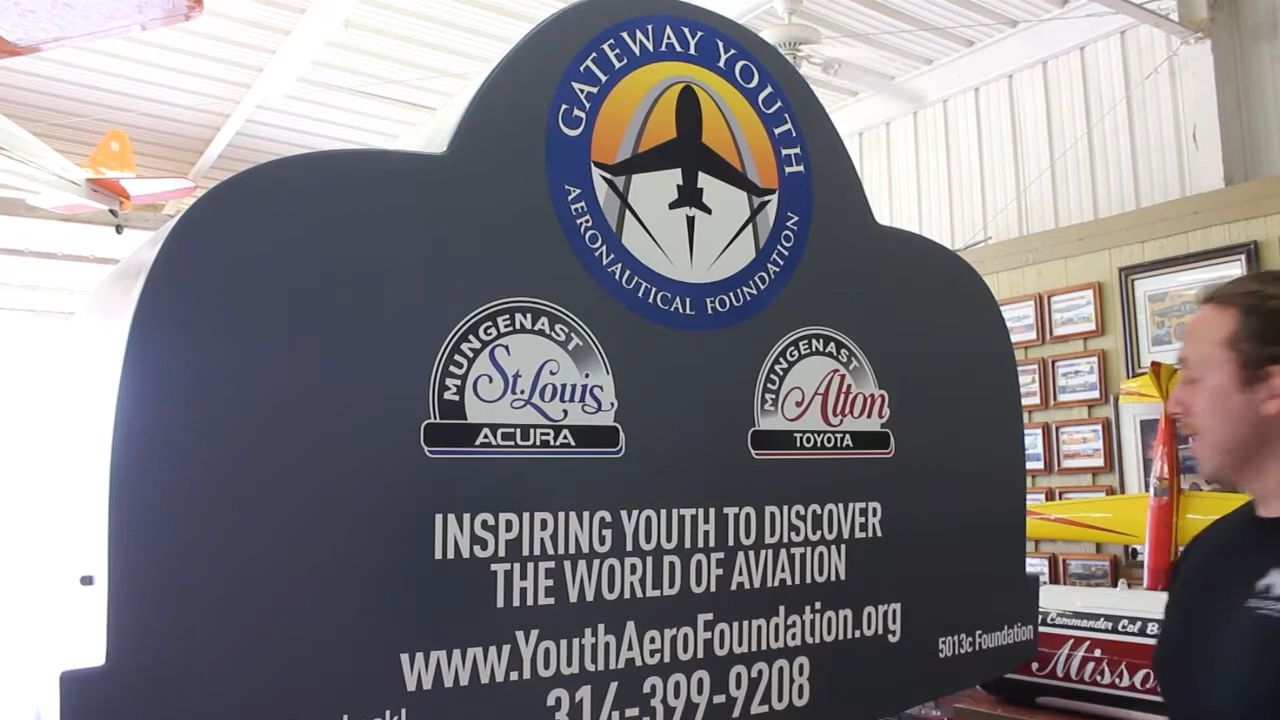 GATEWAY YOUTH
AERONAUTICAL FOUNDATION
MUNGENAST
St. Louis
ACURA
MUNGENAST
Alton
TOYOTA
INSPIRING YOUTH TO DISCOVER
THE WORLD OF AVIATION
www.YouthAeroFoundation.org
314-399-9208
5013c Foundation
Commander Col